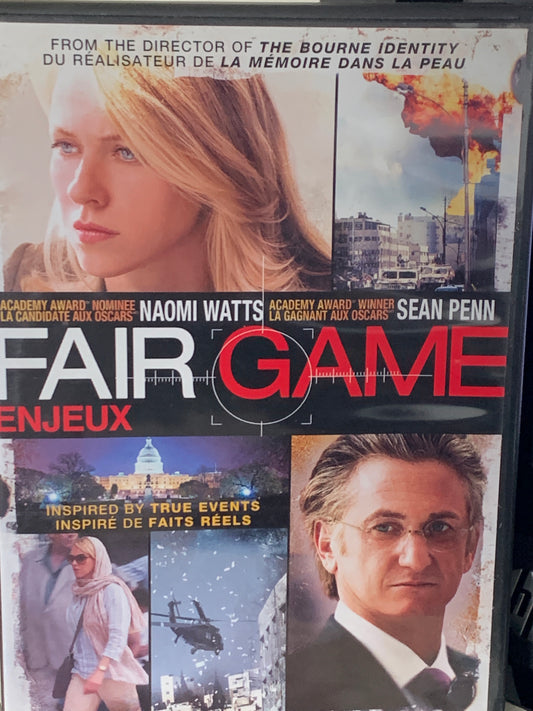 FROM THE DIRECTOR OF THE BOURNE IDENTITY
DU RÉALISATEUR DE LA MÉMOIRE DANS LA PEAU
ACADEMY AWARD NOMINEE NAOMI WATTS ACADEMY AWARD WINNER SEAN PENN
LA CANDIDATE AUX OSCARS LA GAGNANT AUX OSCARS
FAIR GAME
ENJEUX
INSPIRED BY TRUE EVENTS
INSPIRÉ DE FAITS RÉELS